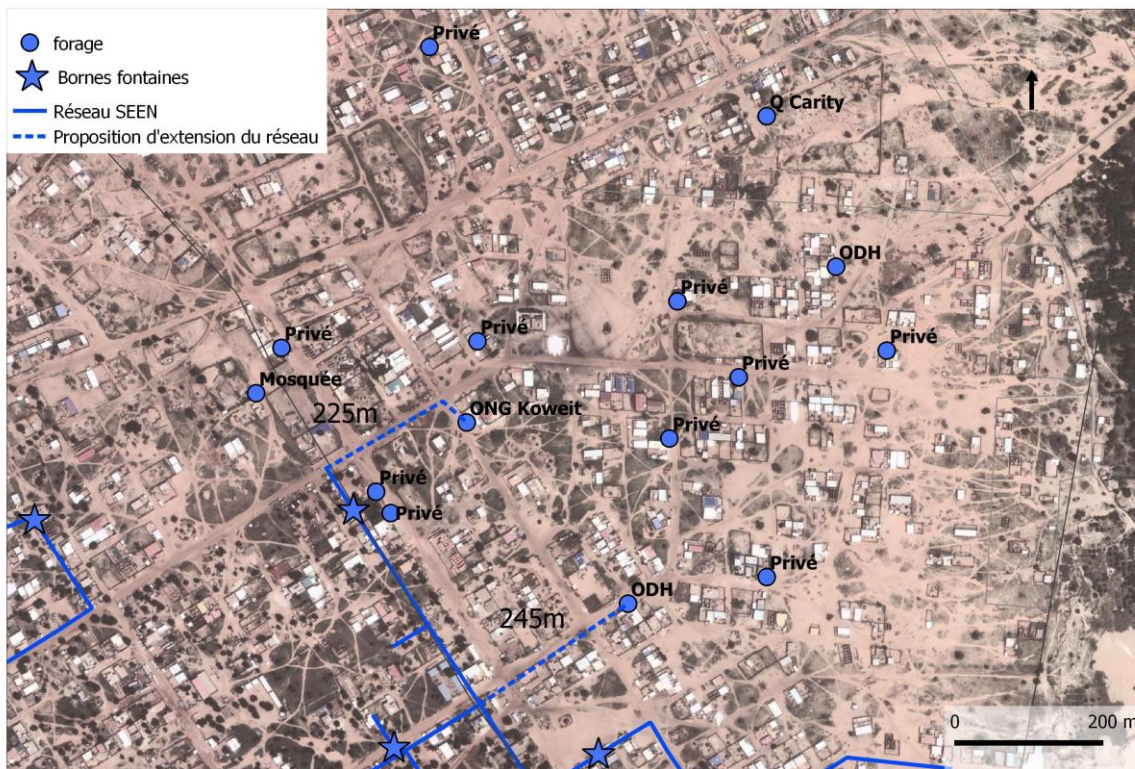 forage
Bornes fontaines
Réseau SEEN
Proposition d'extension du réseau
Privé
Q Carity
ODH
Privé
Privé
Privé
Privé
Privé
Mosquée
225m
ONG Koweit
Privé
Privé
Privé
Privé
245m
ODH
0 200 m